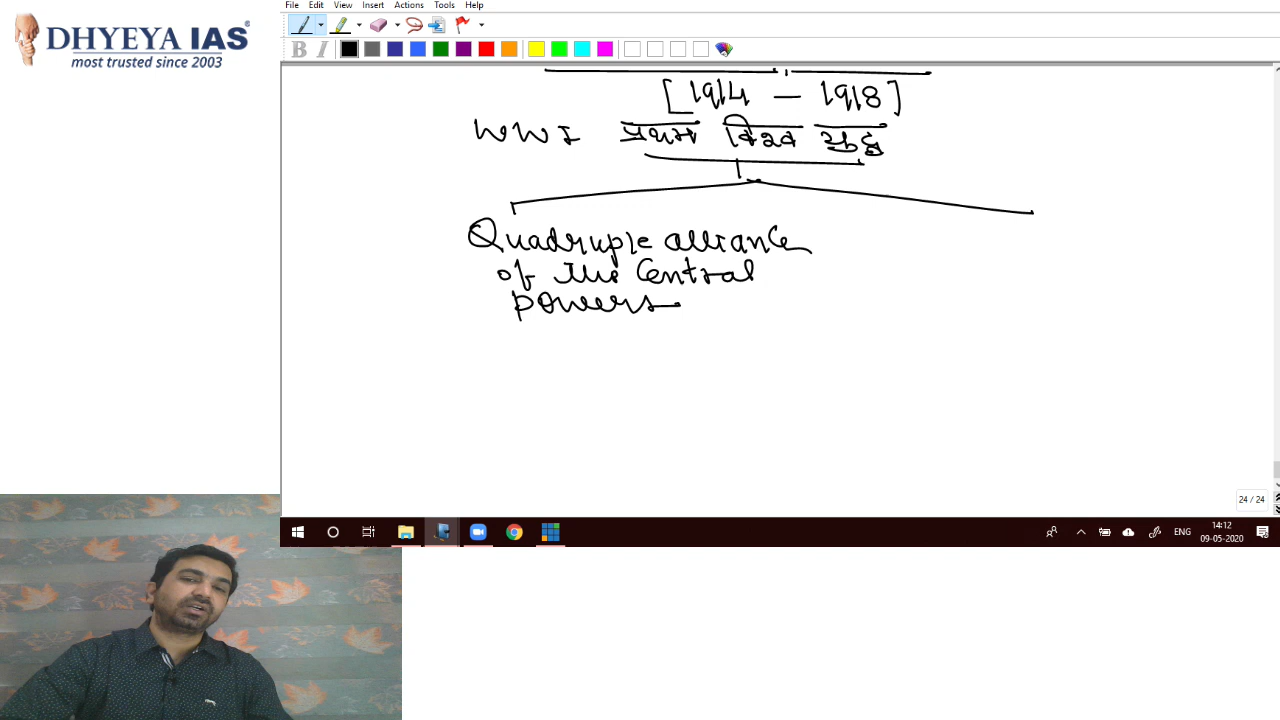 File Edit View Insert Actions Tools Help
DHYEYA IAS®
most trusted since 2003
B I
[1914 – 1918]
WWI प्रथम विश्व युद्ध
Quadruple alliance
of the Central
powers
24 / 24
ENG
14:12
09-05-2020